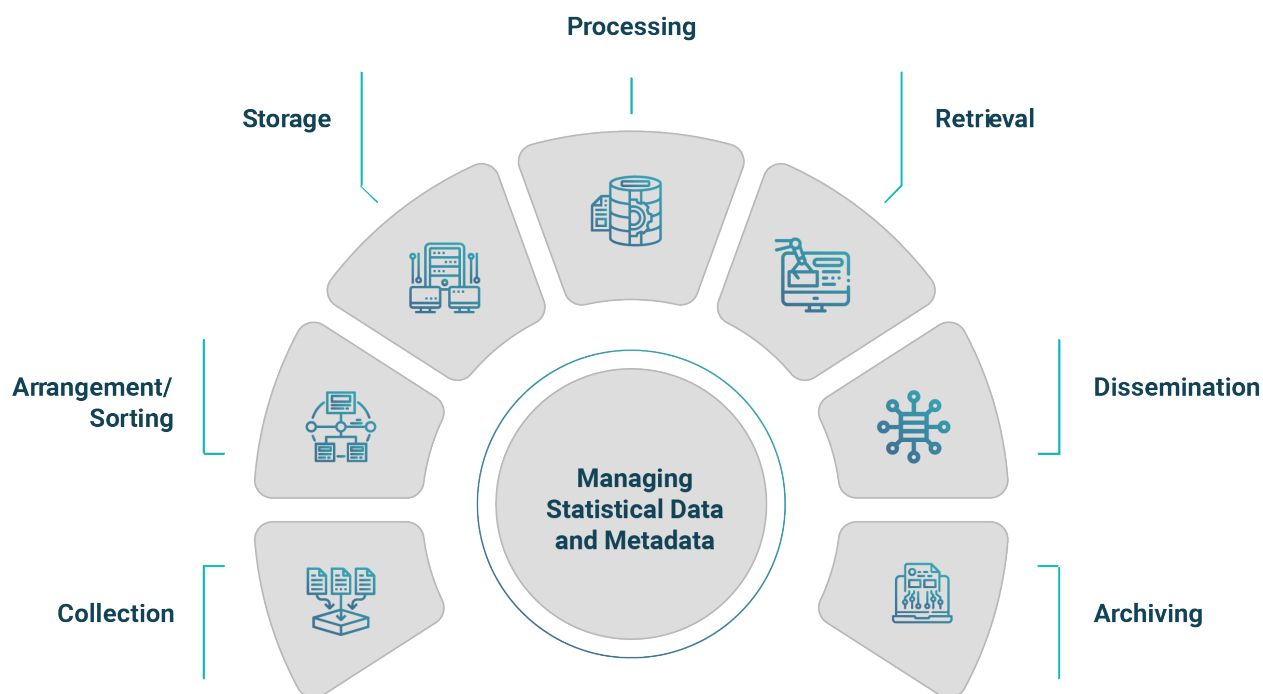 Processing
Storage
Retrieval
Arrangement/
Sorting
Dissemination
Managing
Statistical Data
and Metadata
Collection
Archiving